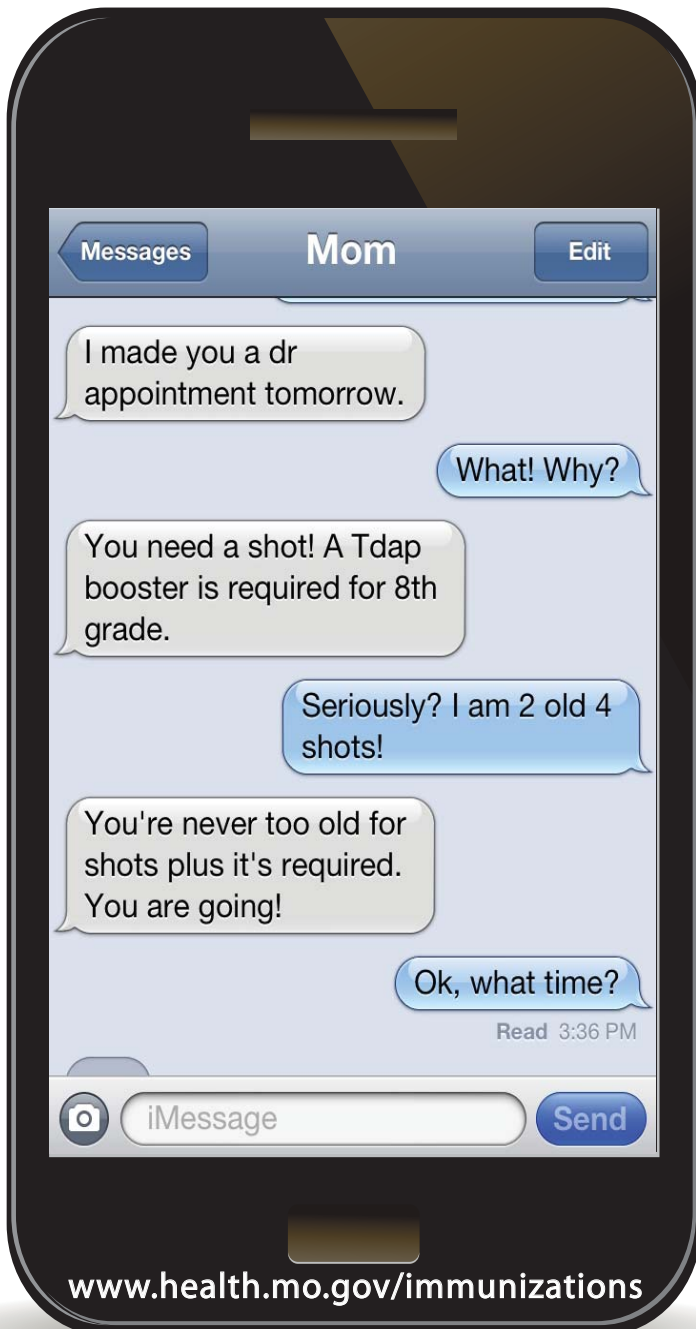 Messages
Mom
Edit
I made you a dr
appointment tomorrow.
What! Why?
You need a shot! A Tdap
booster is required for 8th
grade.
Seriously? I am 2 old 4
shots!
You're never too old for
shots plus it's required.
You are going!
Ok, what time?
Read 3:36 PM
iMessage
Send
www.health.mo.gov/immunizations